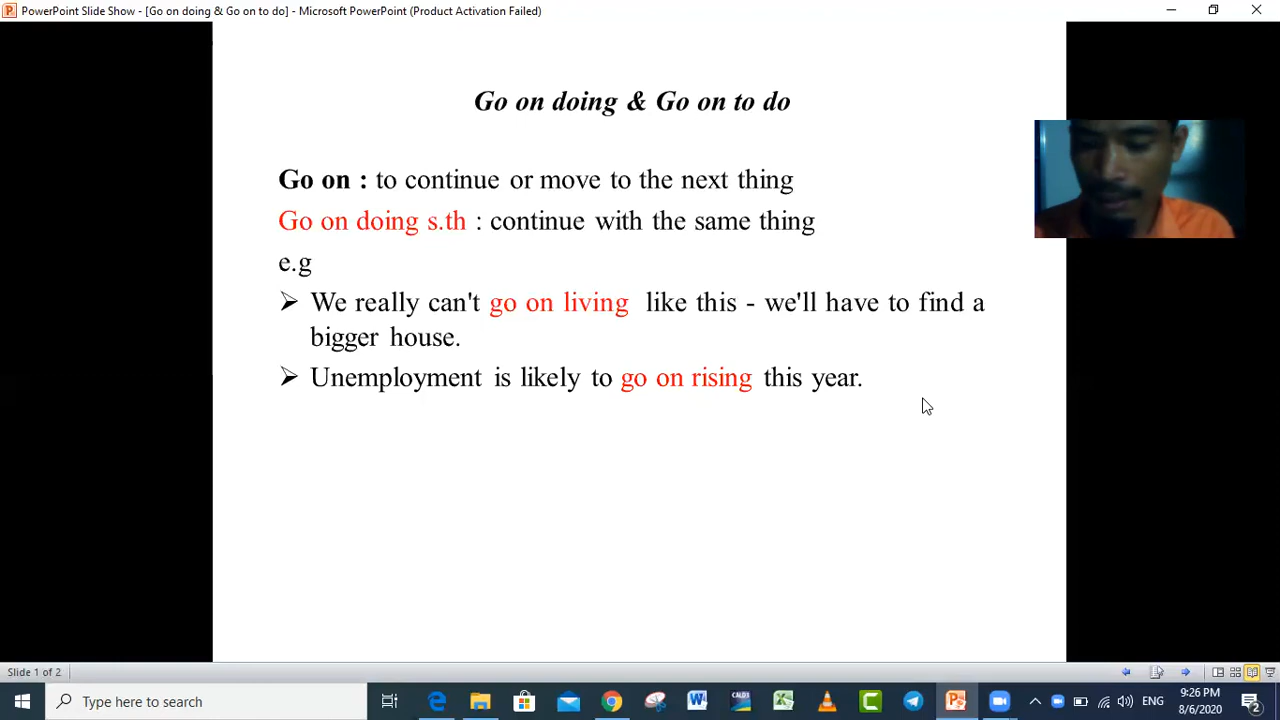 PowerPoint Slide Show - [Go on doing & Go on to do] - Microsoft PowerPoint (Product Activation Failed)
Go on doing & Go on to do
Go on : to continue or move to the next thing
Go on doing s.th : continue with the same thing
e.g
We really can't go on living like this - we'll have to find a
bigger house.
Unemployment is likely to go on rising this year.
Slide 1 of 2
Type here to search
CALD3
ENG
9:26 PM
8/6/2020
2